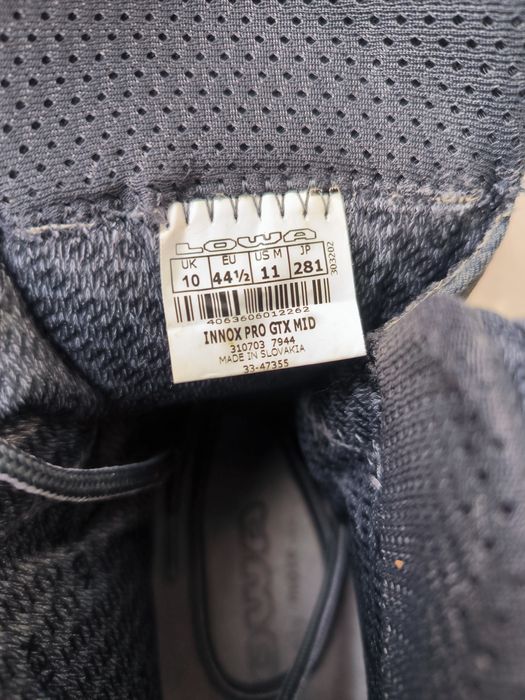 LOWA
UK EU US M JP
10 44½ 11 281
303202
4063606012262
INNOX PRO GTX MID
310703 7944
MADE IN SLOVAKIA
33-47355
LOWA